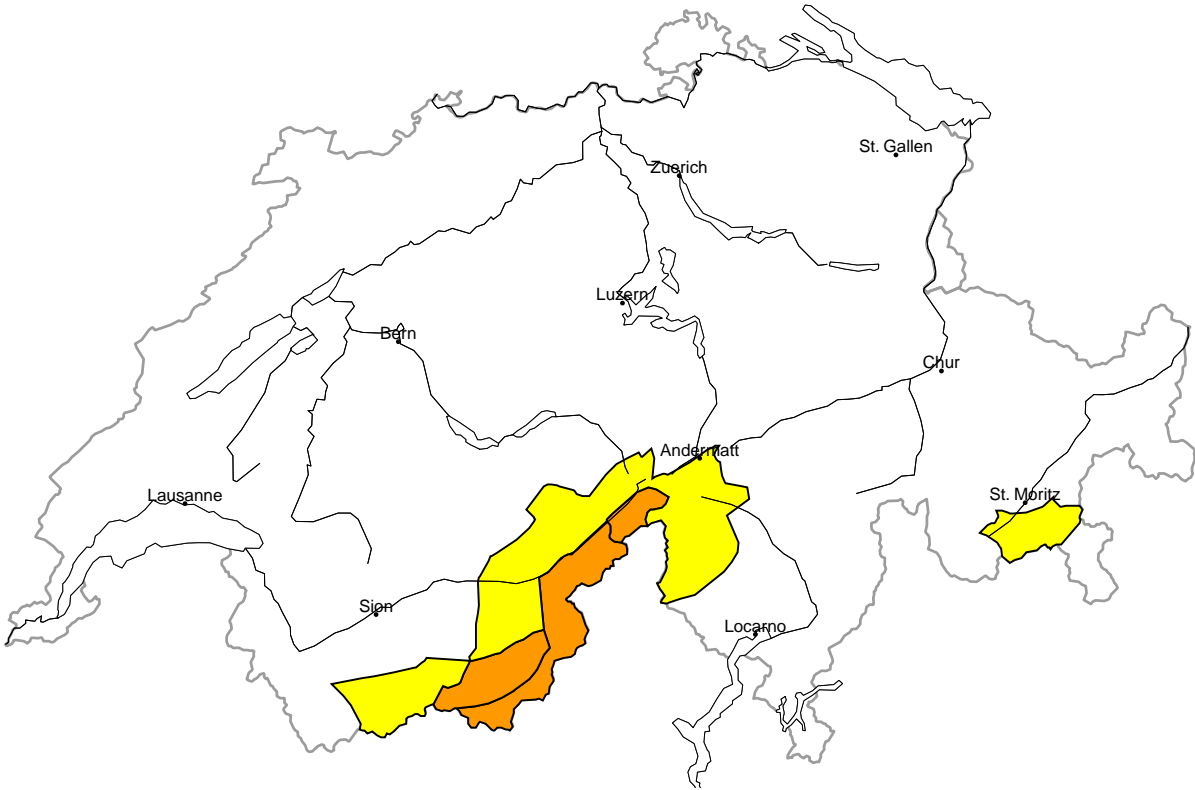 St. Gallen
Zuerich
Luzern
Bern
Chur
Andermatt
Lausanne
St. Moritz
Sion
Locarno